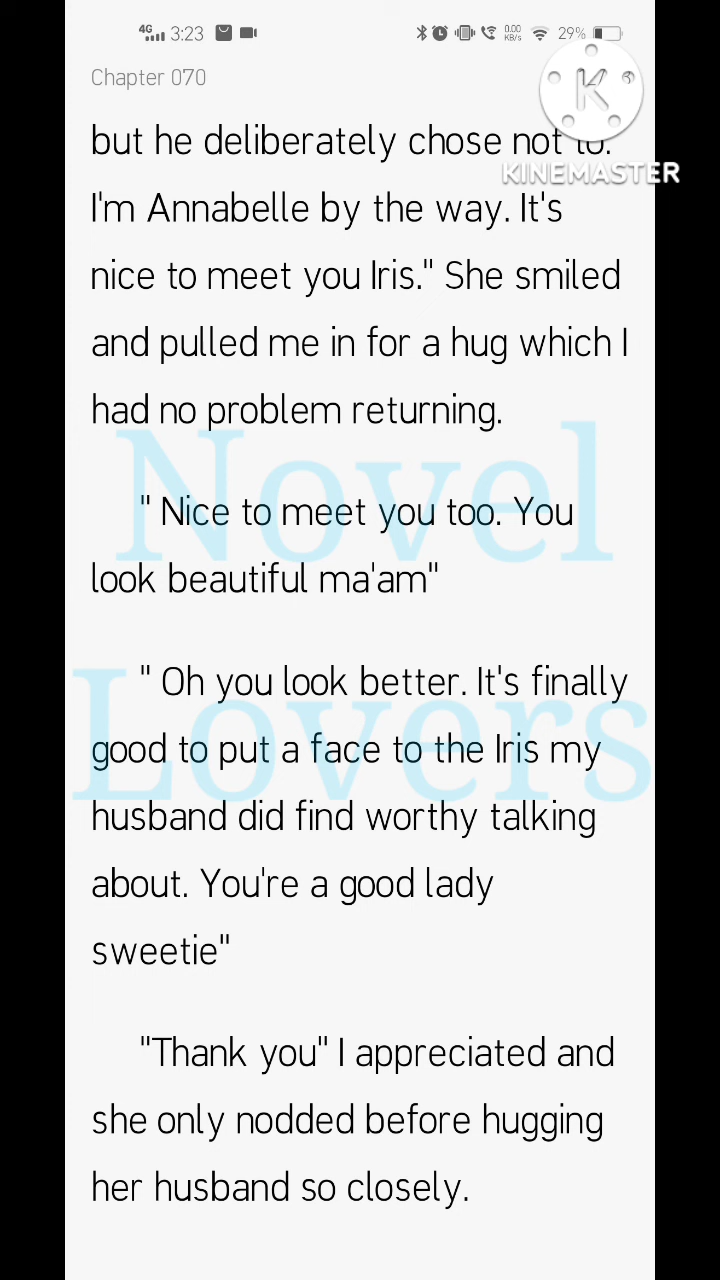 4G 3:23 0.00 KB/s 29%
Chapter 070
K
KINEMASTER
but he deliberately chose not to.
I'm Annabelle by the way. It's
nice to meet you Iris." She smiled
and pulled me in for a hug which I
had no problem returning.
" Nice to meet you too. You
look beautiful ma'am"
" Oh you look better. It's finally
good to put a face to the Iris my
husband did find worthy talking
about. You're a good lady
sweetie"
"Thank you" I appreciated and
she only nodded before hugging
her husband so closely.
Novel
Lovers